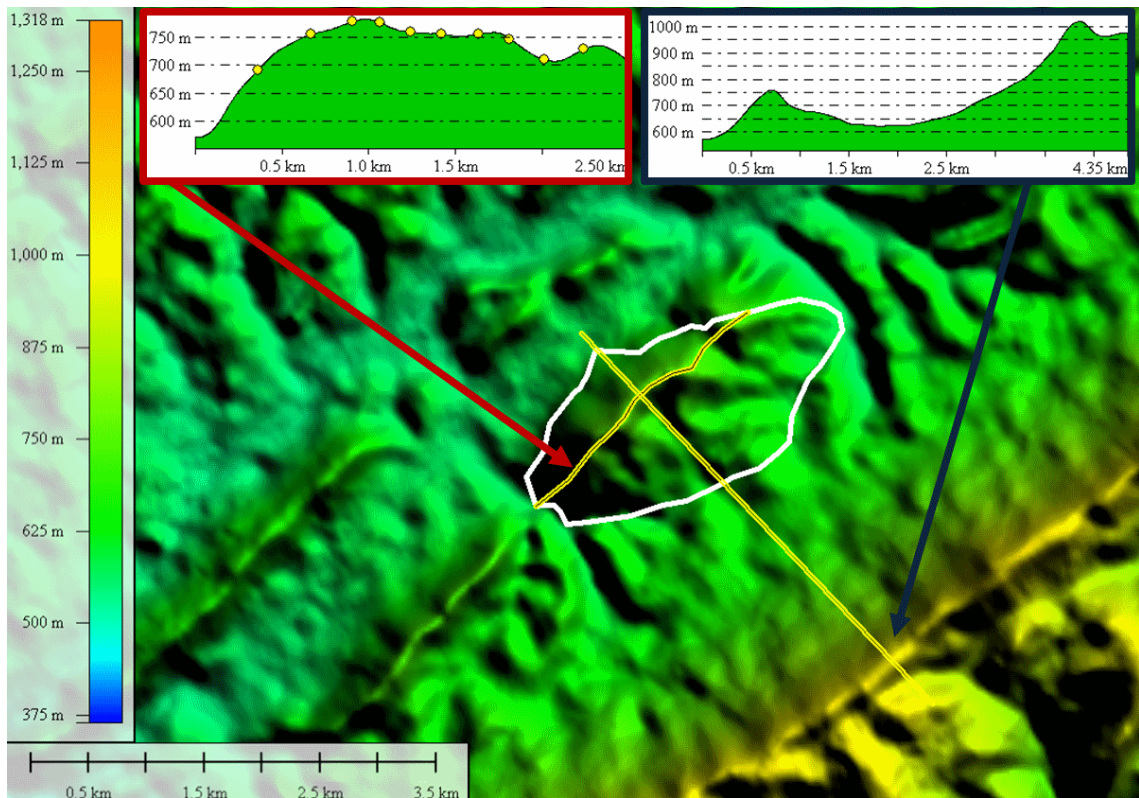 1,318 m
1,250 m
1,125 m
1,000 m
875 m
750 m
625 m
500 m
375 m
750 m
700 m
650 m
600 m
0.5 km
1.0 km
1.5 km
2.50 km
1000 m
900 m
800 m
700 m
600 m
0.5 km
1.5 km
2.5 km
4.35 km
0.5 km
1.5 km
2.5 km
3.5 km